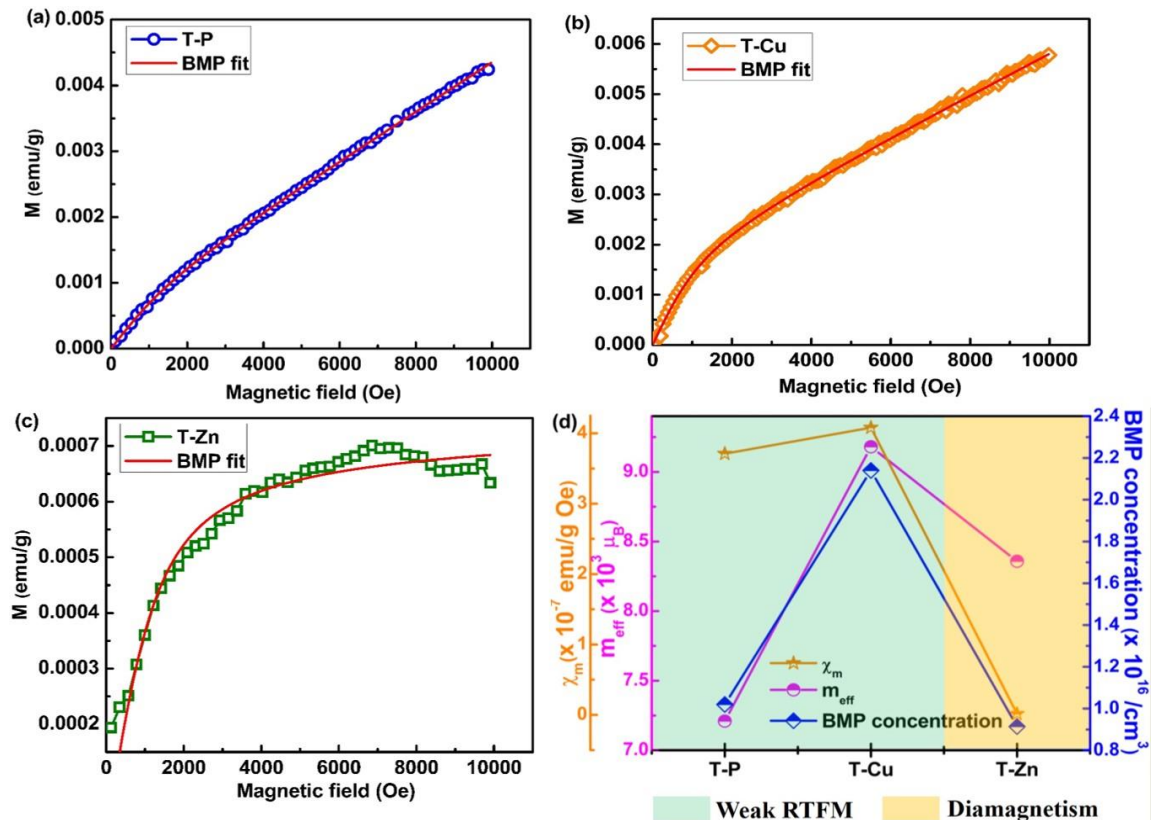 (a)
0.005
0.004
0.003
0.002
0.001
0.000
M (emu/g)
T-P
BMP fit
0 2000 4000 6000 8000 10000
Magnetic field (Oe)
(b)
0.006
0.005
0.004
0.003
0.002
0.001
0.000
M (emu/g)
T-Cu
BMP fit
0 2000 4000 6000 8000 10000
Magnetic field (Oe)
(c)
0.0007
0.0006
0.0005
0.0004
0.0003
0.0002
M (emu/g)
T-Zn
BMP fit
0 2000 4000 6000 8000 10000
Magnetic field (Oe)
(d)
χm (x 10^-7 emu/g Oe)
4
3
2
1
0
meff (x 10^3 μB)
9.0
8.5
8.25
7.5
7.0
χm
meff
BMP concentration
BMP concentration (x 10^16 /cm^3)
2.4
2.2
2.0
1.8
1.6
1.4
1.2
1.0
0.8
T-P T-Cu T-Zn
Weak RTFM
Diamagnetism